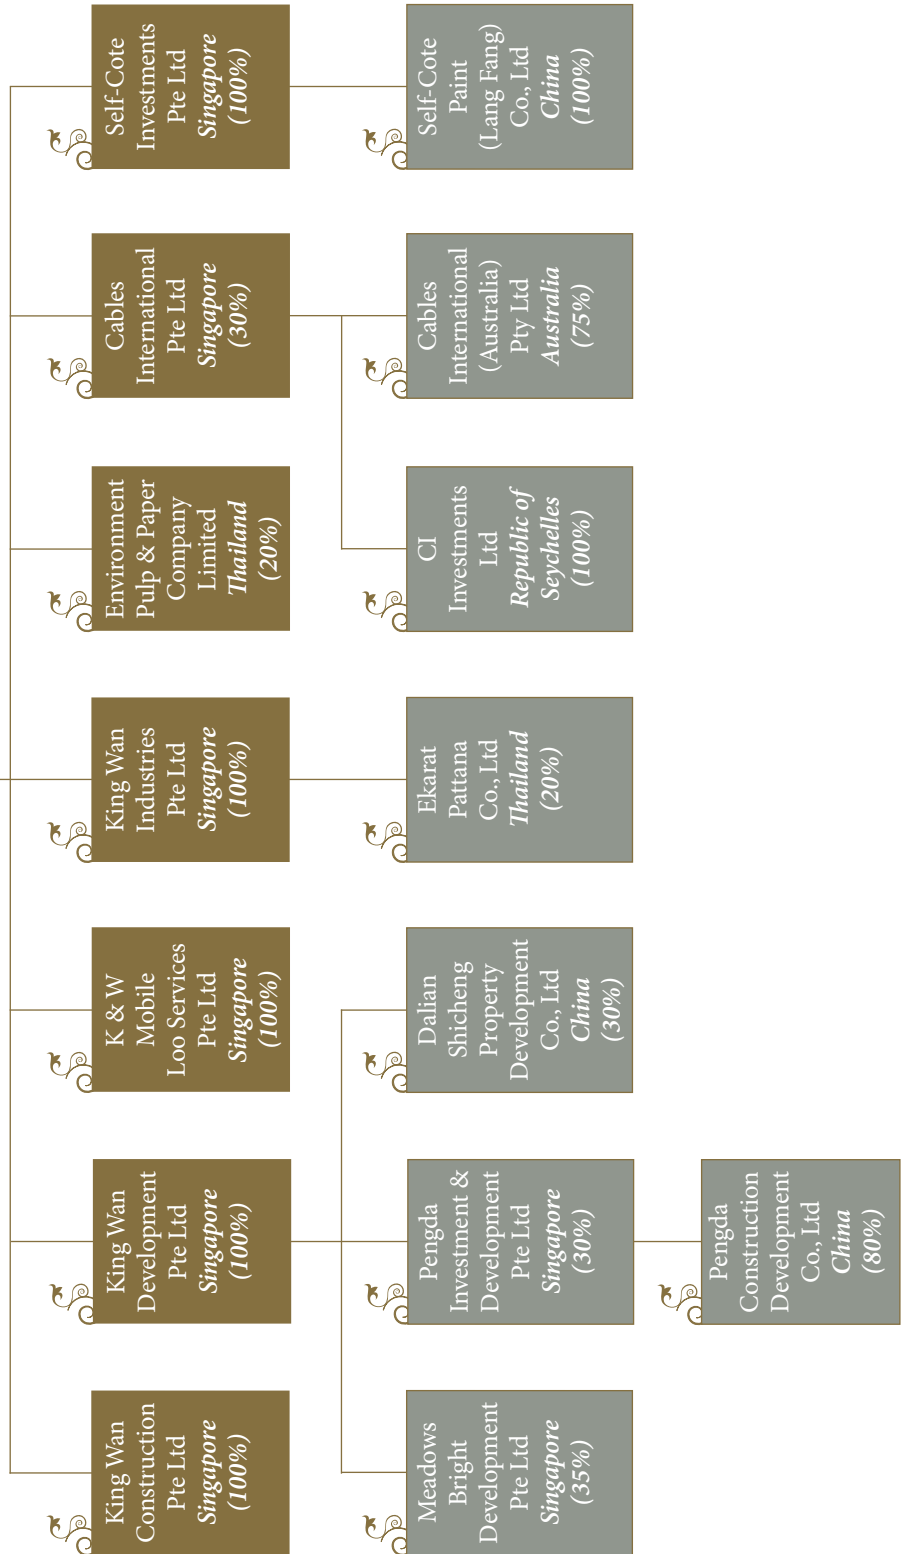 King Wan
Construction
Pte Ltd
Singapore
(100%)
King Wan
Development
Pte Ltd
Singapore
(100%)
K & W
Mobile
Loo Services
Pte Ltd
Singapore
(100%)
King Wan
Industries
Pte Ltd
Singapore
(100%)
Environment
Pulp & Paper
Company
Limited
Thailand
(20%)
Cables
International
Pte Ltd
Singapore
(30%)
Self-Cote
Investments
Pte Ltd
Singapore
(100%)
Meadows
Bright
Development
Pte Ltd
Singapore
(35%)
Pengda
Investment &
Development
Pte Ltd
Singapore
(30%)
Dalian
Shicheng
Property
Development
Co., Ltd
China
(30%)
Ekarat
Pattana
Co., Ltd
Thailand
(20%)
CI
Investments
Ltd
Republic of
Seychelles
(100%)
Cables
International
(Australia)
Pty Ltd
Australia
(75%)
Self-Cote
Paint
(Lang Fang)
Co., Ltd
China
(100%)
Pengda
Construction
Development
Co., Ltd
China
(80%)